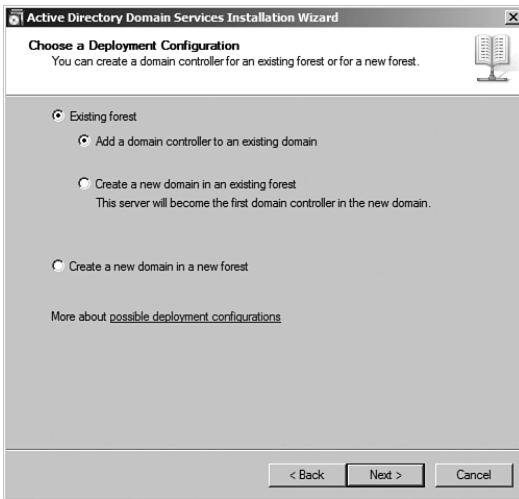 Active Directory Domain Services Installation Wizard
Choose a Deployment Configuration
You can create a domain controller for an existing forest or for a new forest.
Existing forest
Add a domain controller to an existing domain
Create a new domain in an existing forest
This server will become the first domain controller in the new domain.
Create a new domain in a new forest
More about possible deployment configurations
< Back Next > Cancel